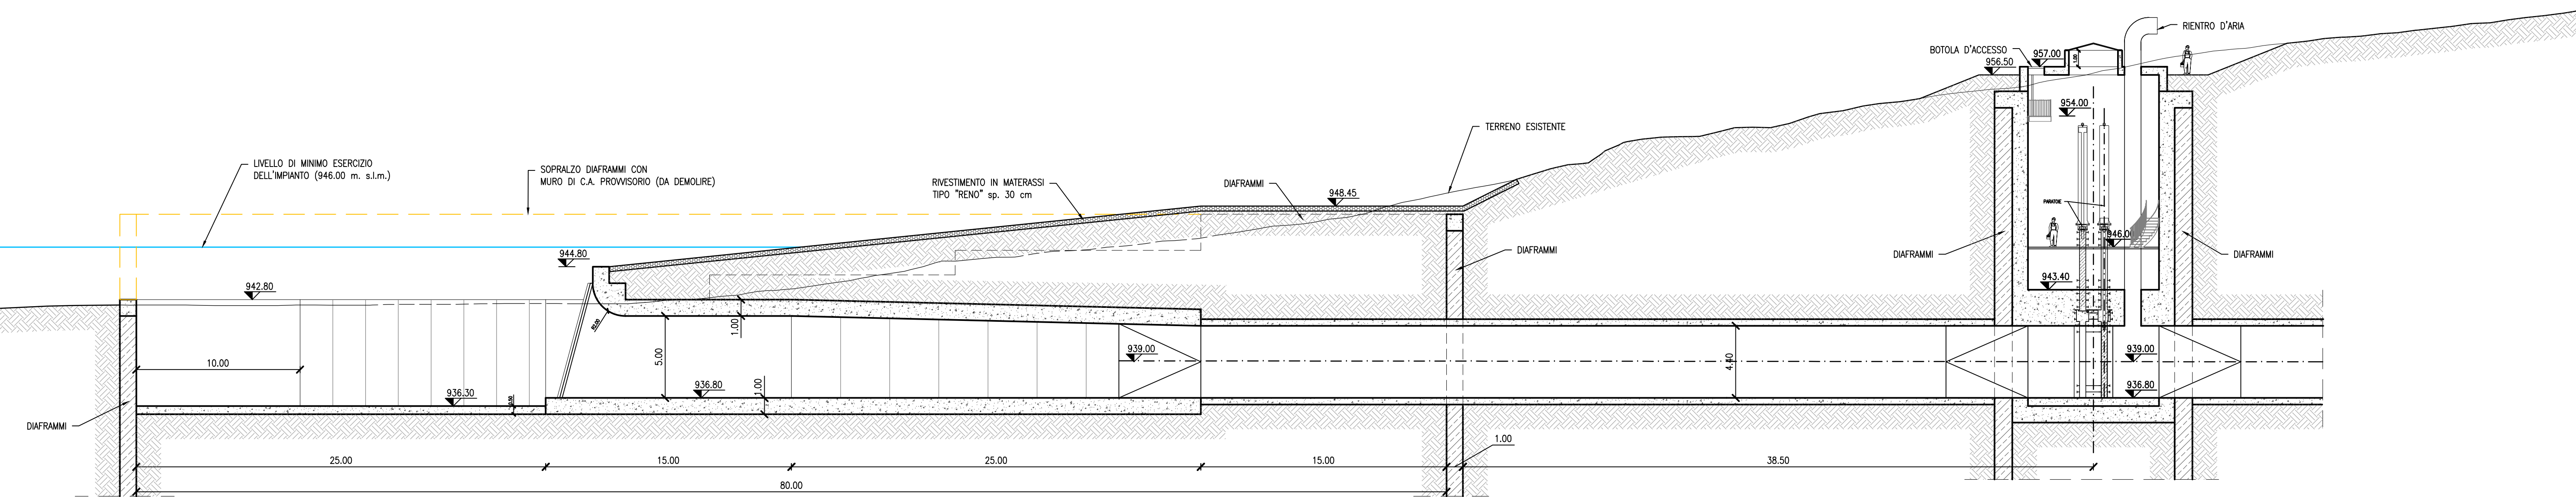 RIENTRO D'ARIA
BOTOLA D'ACCESSO
957.00
956.50
1.00
954.00
TERRENO ESISTENTE
LIVELLO DI MINIMO ESERCIZIO
DELL'IMPIANTO (946.00 m. s.l.m.)
SOPRALZO DIAFRAMMI CON
MURO DI C.A. PROVVISORIO (DA DEMOLIRE)
RIVESTIMENTO IN MATERASSI
TIPO "RENO" sp. 30 cm
DIAFRAMMI
948.45
PARATOIE
946.00
DIAFRAMMI
DIAFRAMMI
DIAFRAMMI
944.80
943.40
942.80
1.00
5.00
939.00
4.40
939.00
10.00
936.30
0.50
936.80
1.00
936.80
DIAFRAMMI
1.00
25.00
15.00
25.00
15.00
38.50
80.00